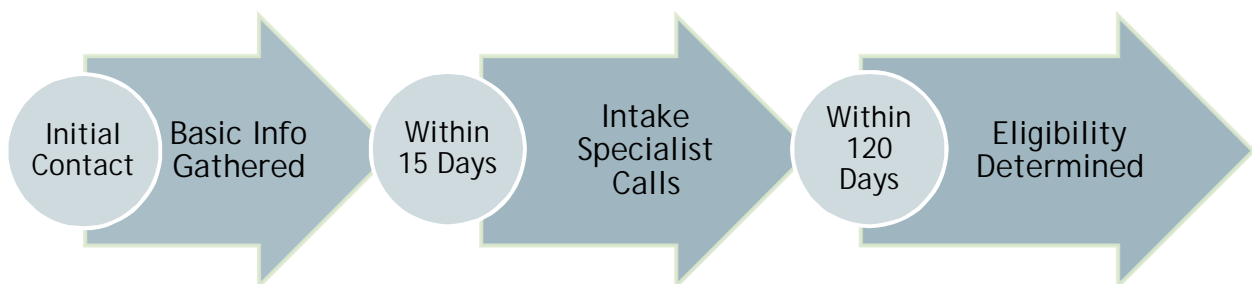 Initial
Contact
Basic Info
Gathered
Within
15 Days
Intake
Specialist
Calls
Within
120
Days
Eligibility
Determined